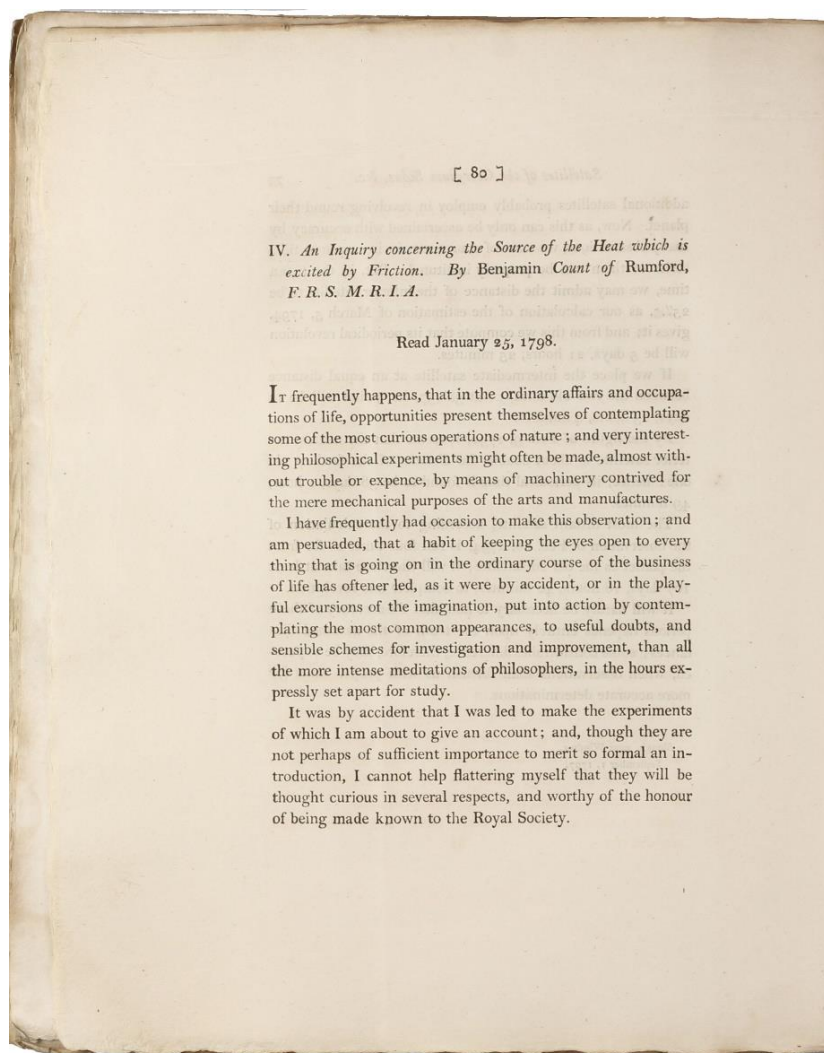 [ 80 ]
IV. An Inquiry concerning the Source of the Heat which is
excited by Friction. By Benjamin Count of Rumford,
F. R. S. M. R. I. A.
Read January 25, 1798.
IT frequently happens, that in the ordinary affairs and occupa-
tions of life, opportunities present themselves of contemplating
some of the most curious operations of nature ; and very interest-
ing philosophical experiments might often be made, almost with-
out trouble or expence, by means of machinery contrived for
the mere mechanical purposes of the arts and manufactures.
I have frequently had occasion to make this observation ; and
am persuaded, that a habit of keeping the eyes open to every
thing that is going on in the ordinary course of the business
of life has oftener led, as it were by accident, or in the play-
ful excursions of the imagination, put into action by contem-
plating the most common appearances, to useful doubts, and
sensible schemes for investigation and improvement, than all
the more intense meditations of philosophers, in the hours ex-
pressly set apart for study.
It was by accident that I was led to make the experiments
of which I am about to give an account ; and, though they are
not perhaps of sufficient importance to merit so formal an in-
troduction, I cannot help flattering myself that they will be
thought curious in several respects, and worthy of the honour
of being made known to the Royal Society.